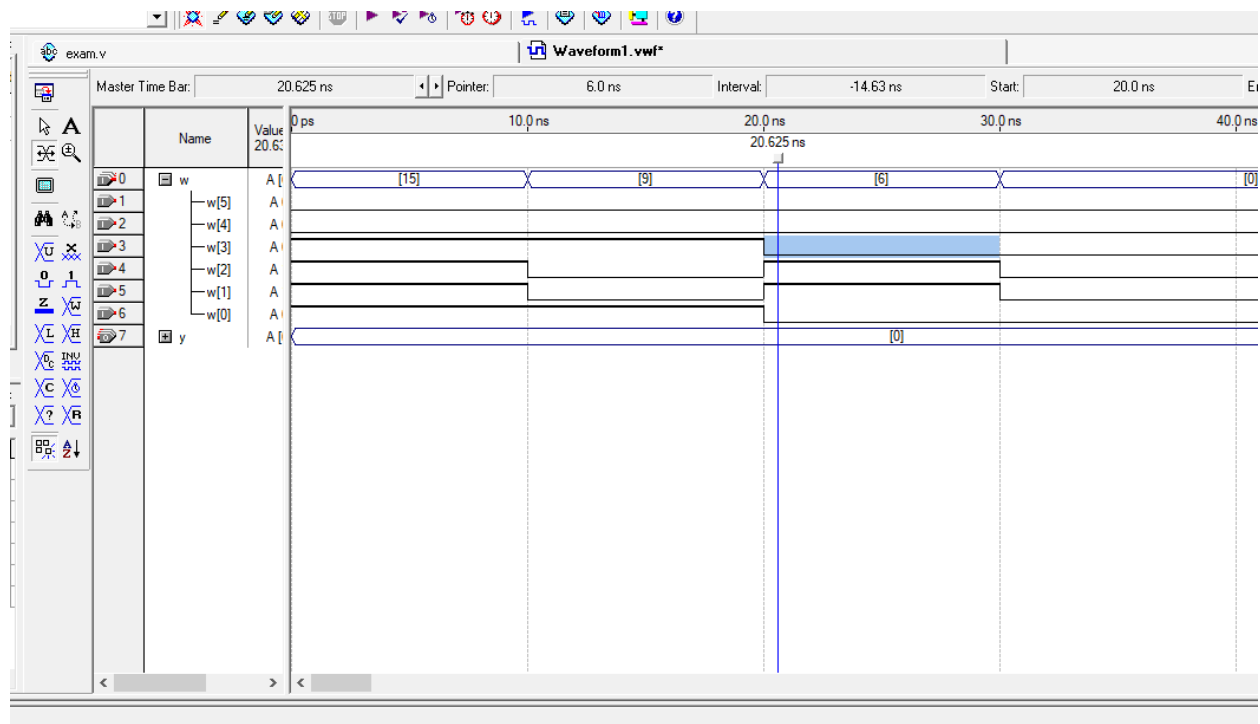 STOP
abc exam.v
Waveform1.vwf*
Master Time Bar: 20.625 ns Pointer: 6.0 ns Interval: -14.63 ns Start: 20.0 ns
A
Name Value 20.6
0 ps 10.0 ns 20.0 ns 30.0 ns 40.0 ns
20.625 ns
0 w A [ [15] [9] [6] [0]
1 w[5] A
2 w[4] A
3 w[3] A
4 w[2] A
5 w[1] A
6 w[0] A
7 y A [ [0]